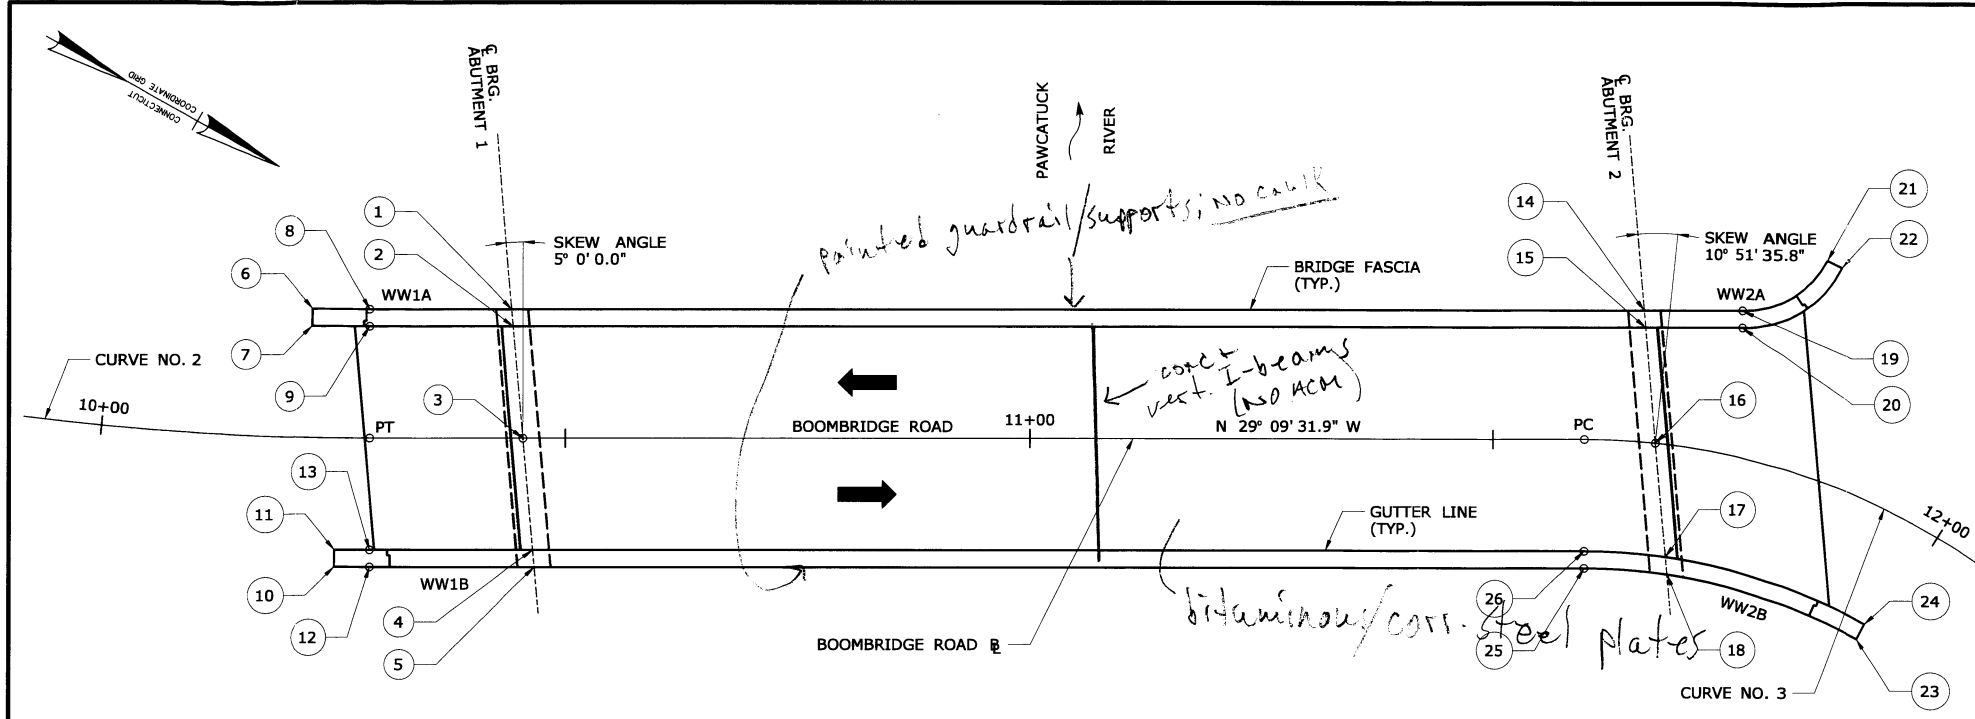 CONNECTICUT
COORDINATE GRID
℄ BRG.
ABUTMENT 1
PAWCATUCK
RIVER
℄ BRG.
ABUTMENT 2
painted guardrail/supports; NO caulk
1
2
SKEW ANGLE
5° 0' 0.0"
8
6
WW1A
7
9
BRIDGE FASCIA
(TYP.)
14
15
SKEW ANGLE
10° 51' 35.8"
21
22
WW2A
19
20
CURVE NO. 2
10+00
PT
3
BOOMBRIDGE ROAD
11+00
conc +
vert. I-beams
(NO ACM)
N 29° 09' 31.9" W
PC
16
13
11
10
12
WW1B
4
5
GUTTER LINE
(TYP.)
17
12+00
26
25
bituminous/corr. steel plates
18
WW2B
24
23
BOOMBRIDGE ROAD ⅊
CURVE NO. 3